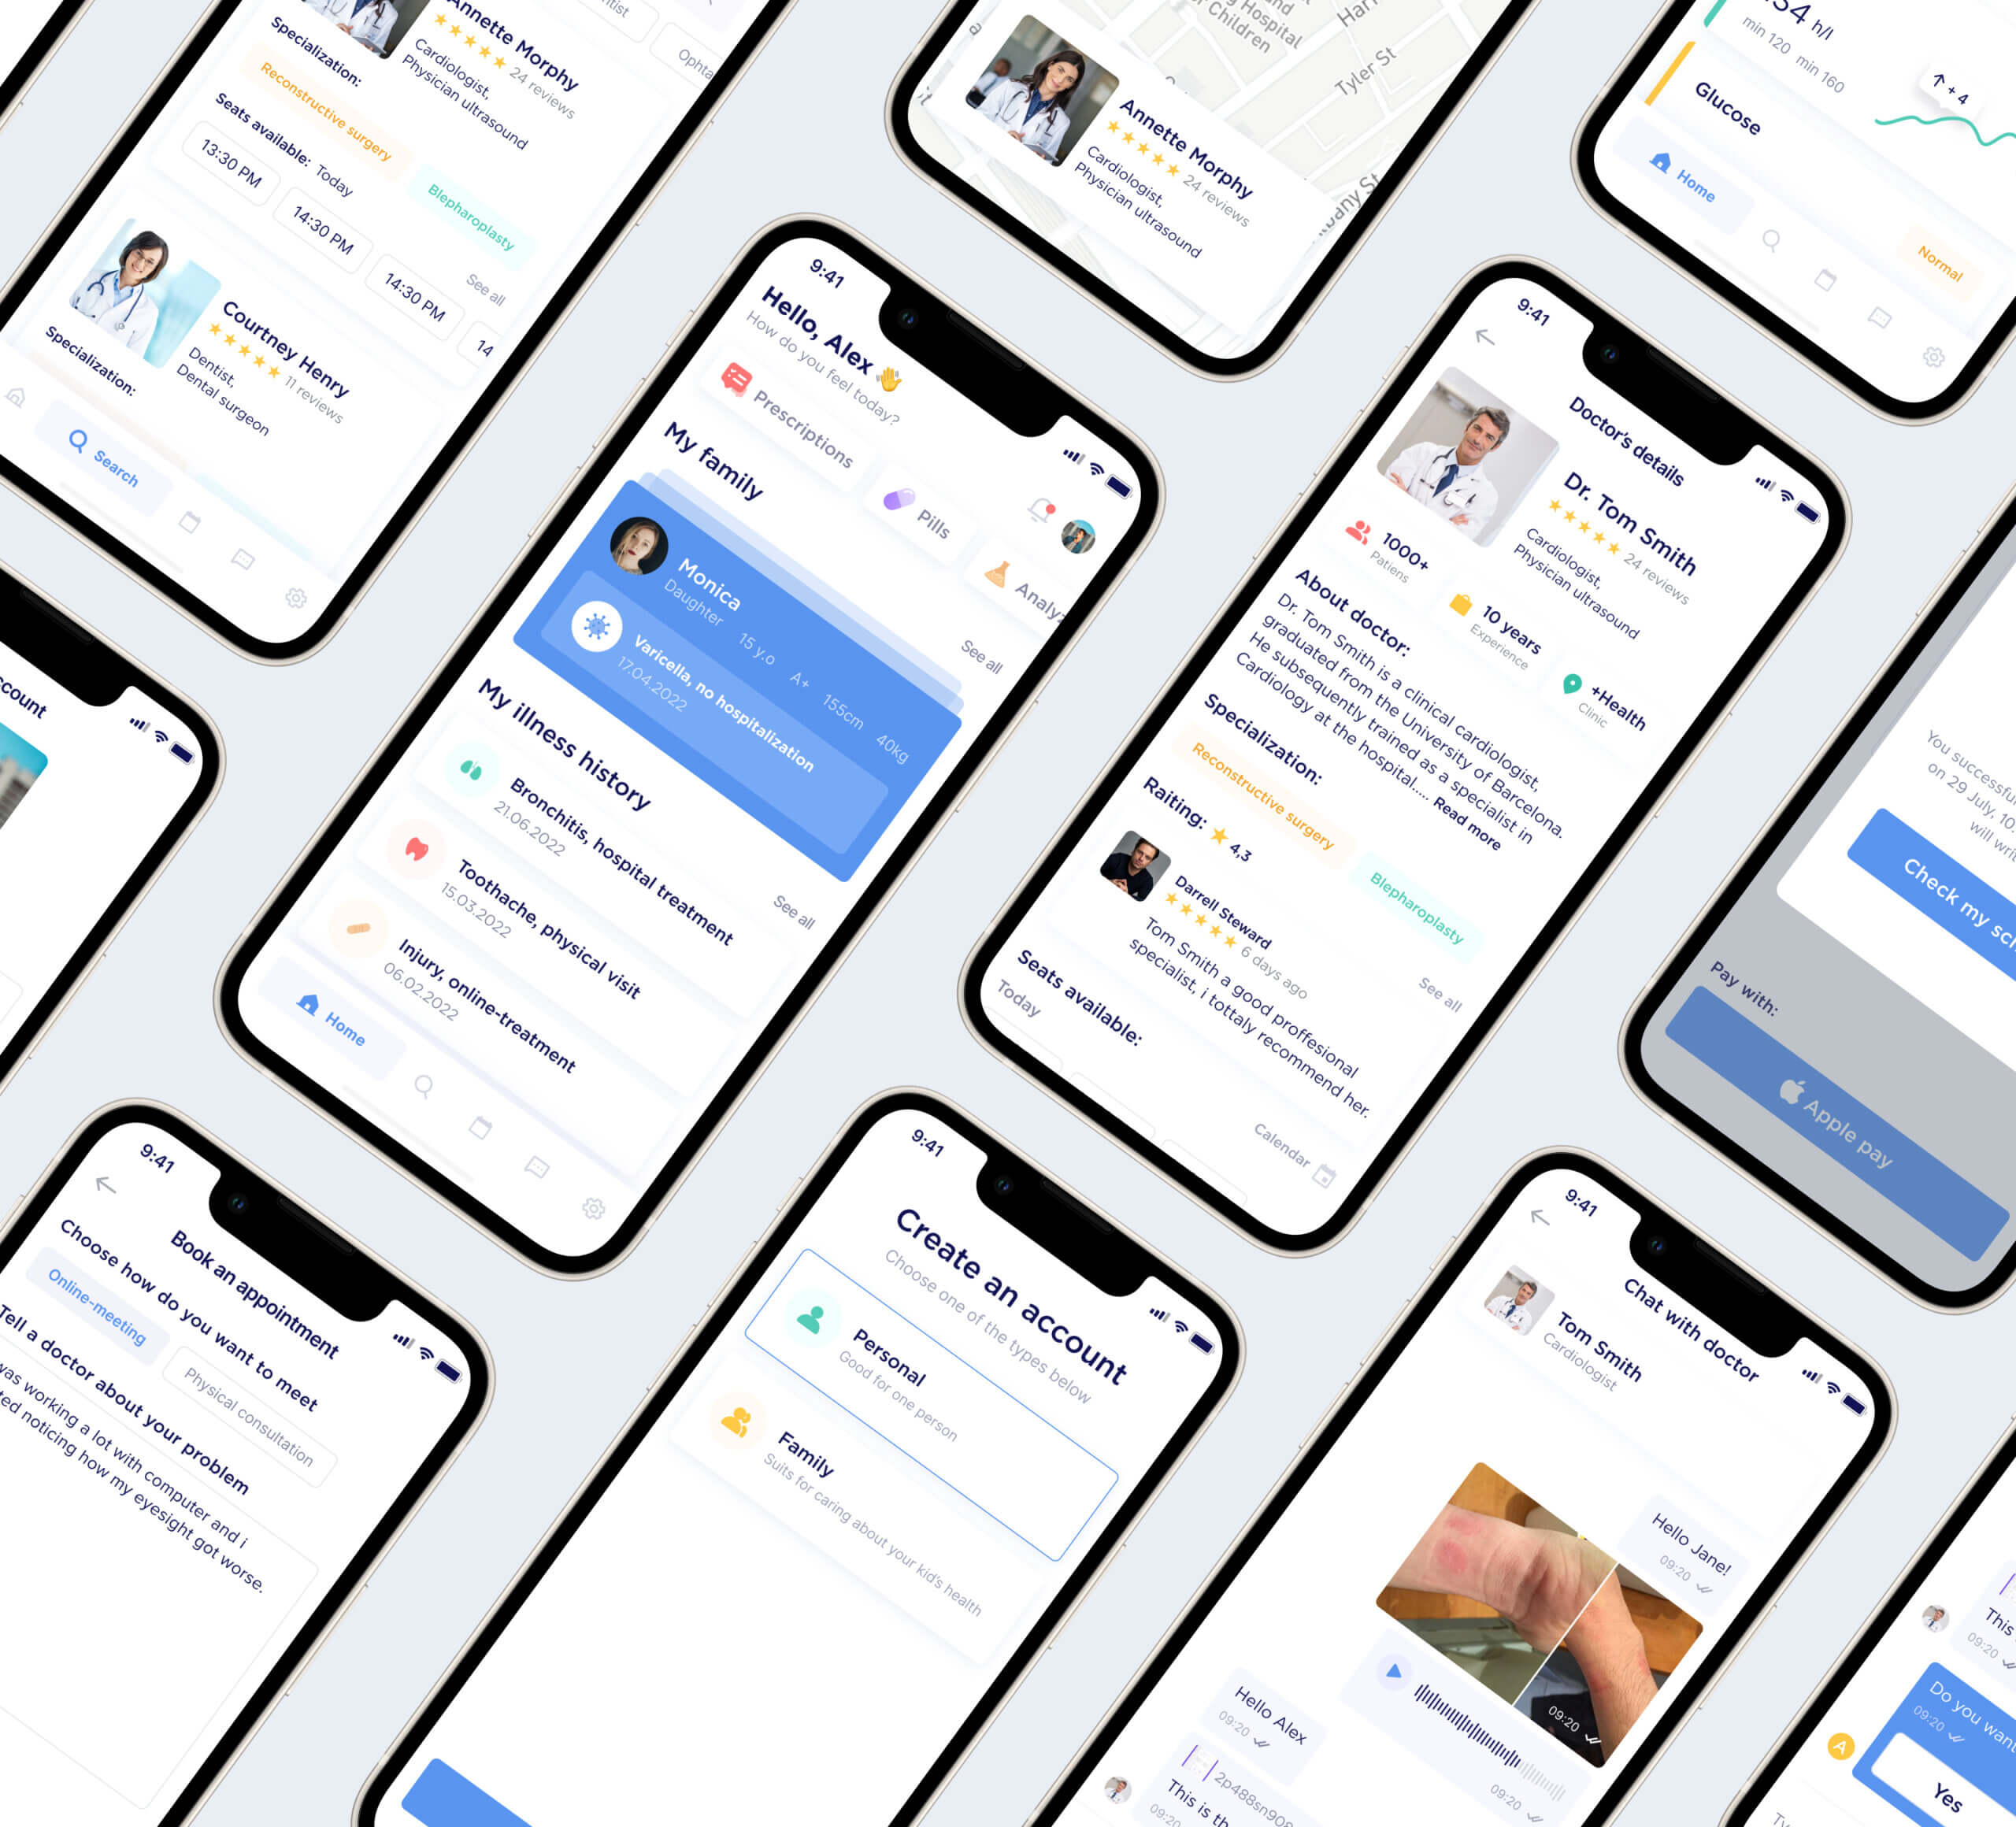 Annette Morphy
24 reviews
Cardiologist,
Physician ultrasound
Specialization:
Reconstructive surgery
Blepharoplasty
Seats available: Today
See all
13:30 PM
14:30 PM
14:30 PM
14
Courtney Henry
11 reviews
Dentist,
Dental surgeon
Specialization:
Search
Hospital
Children
Tyler St
Annette Morphy
24 reviews
Cardiologist,
Physician ultrasound
h/l
min 120 min 160
↑ + 4
Glucose
Normal
Home
9:41
Hello, Alex 👋
How do you feel today?
Prescriptions
Pills
My family
See all
Monica
Daughter 15 y.o A+ 155cm 40kg
Varicella, no hospitalization
17.04.2022
My illness history
See all
Bronchitis, hospital treatment
21.06.2022
Toothache, physical visit
15.03.2022
Injury, online-treatment
06.02.2022
Home
9:41
Doctor's details
Dr. Tom Smith
24 reviews
Cardiologist,
Physician ultrasound
1000+
Patiens
10 years
Experience
+Health
Clinic
About doctor:
Dr. Tom Smith is a clinical cardiologist,
graduated from the University of Barcelona.
He subsequently trained as a specialist in
Cardiology at the hospital..... Read more
Specialization:
Reconstructive surgery
Blepharoplasty
Raiting: 4,3
See all
Darrell Steward
6 days ago
Tom Smith a good proffesional
specialist, i tottaly recommend her.
Seats available:
Today
Calendar
You
on 29 July, 10
will
Check my
Pay with:
Apple pay
9:41
Book an appointment
Choose how do you want to meet
Online-meeting
Physical consultation
Tell a doctor about your problem
was working a lot with computer and i
noticing how my eyesight got worse.
9:41
Create an account
Choose one of the types below
Personal
Good for one person
Family
Suits for caring about your kid's health
9:41
Chat with doctor
Tom Smith
Cardiologist
Hello Jane!
09:20
09:20
09:20
Hello Alex
09:20
2p488sn908
This is th
09:20
This
09:20
Do you want
09:20
A
Yes